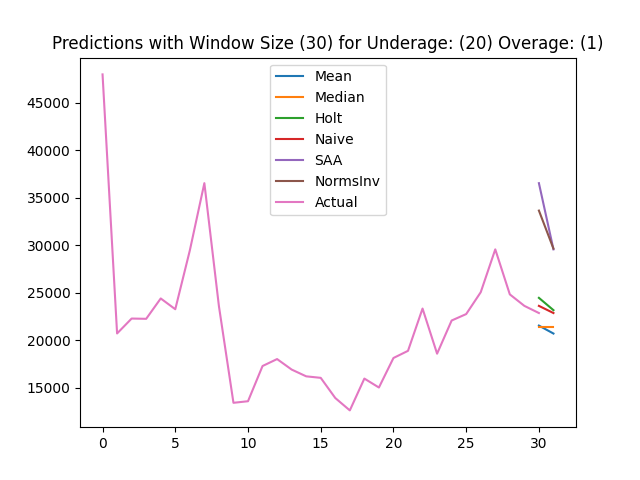 Predictions with Window Size (30) for Underage: (20) Overage: (1)
Mean
Median
Holt
Naive
SAA
NormsInv
Actual
45000
40000
35000
30000
25000
20000
15000
0 5 10 15 20 25 30